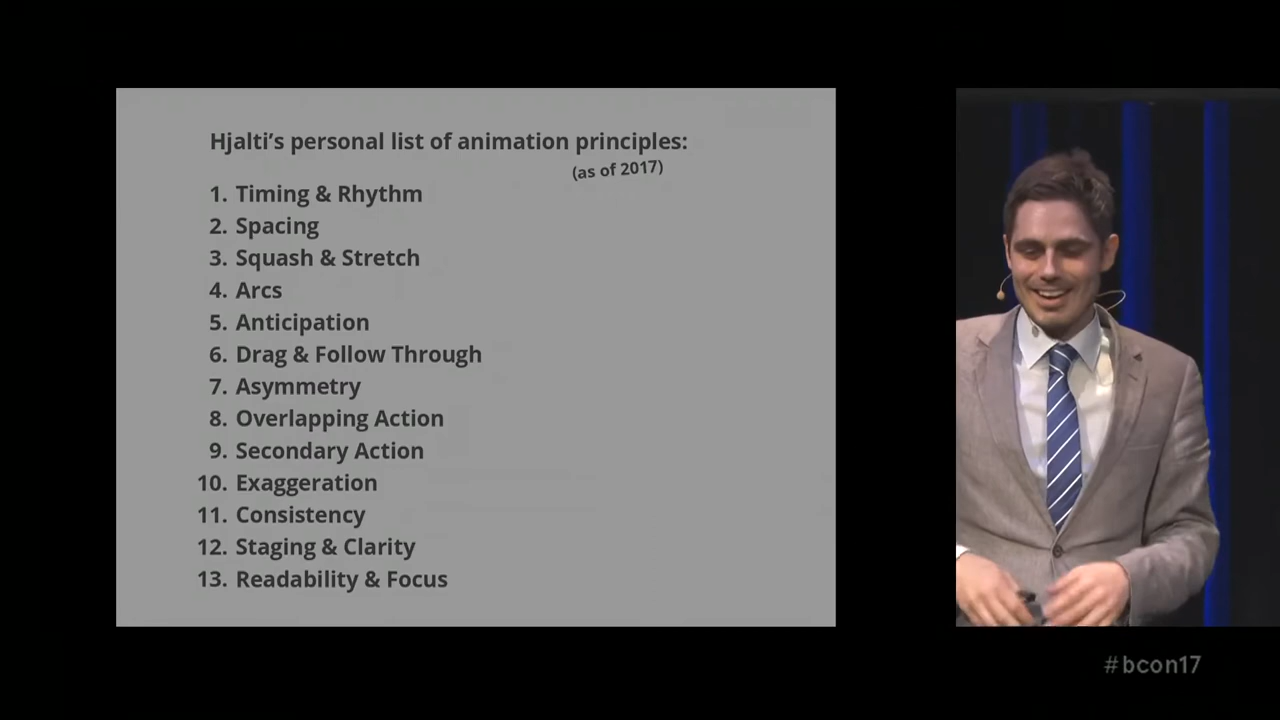 Hjalti’s personal list of animation principles:
(as of 2017)
1. Timing & Rhythm
2. Spacing
3. Squash & Stretch
4. Arcs
5. Anticipation
6. Drag & Follow Through
7. Asymmetry
8. Overlapping Action
9. Secondary Action
10. Exaggeration
11. Consistency
12. Staging & Clarity
13. Readability & Focus
#bcon17